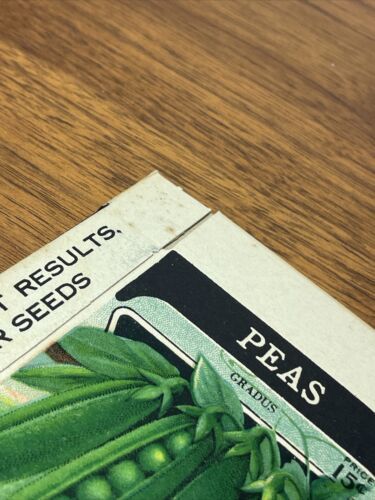 T RESULTS,
R SEEDS
PEAS
GRADUS
PRICE
15¢